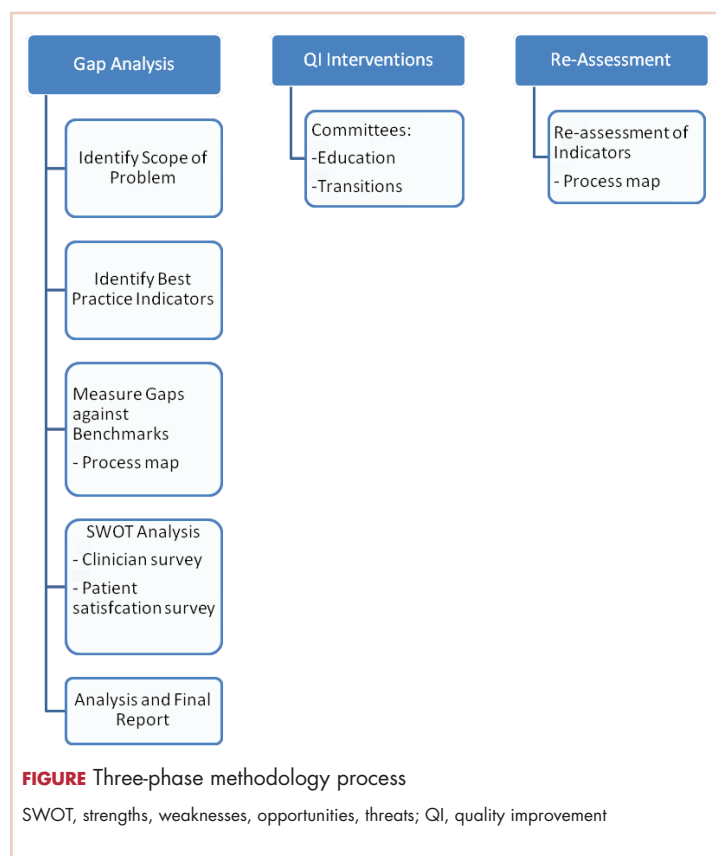 Gap Analysis
Identify Scope of
Problem
Identify Best
Practice Indicators
Measure Gaps
against
Benchmarks
- Process map
SWOT Analysis
- Clinician survey
- Patient
satisfcation survey
Analysis and Final
Report
QI Interventions
Committees:
-Education
-Transitions
Re-Assessment
Re-assessment of
Indicators
- Process map
FIGURE Three-phase methodology process
SWOT, strengths, weaknesses, opportunities, threats; QI, quality improvement